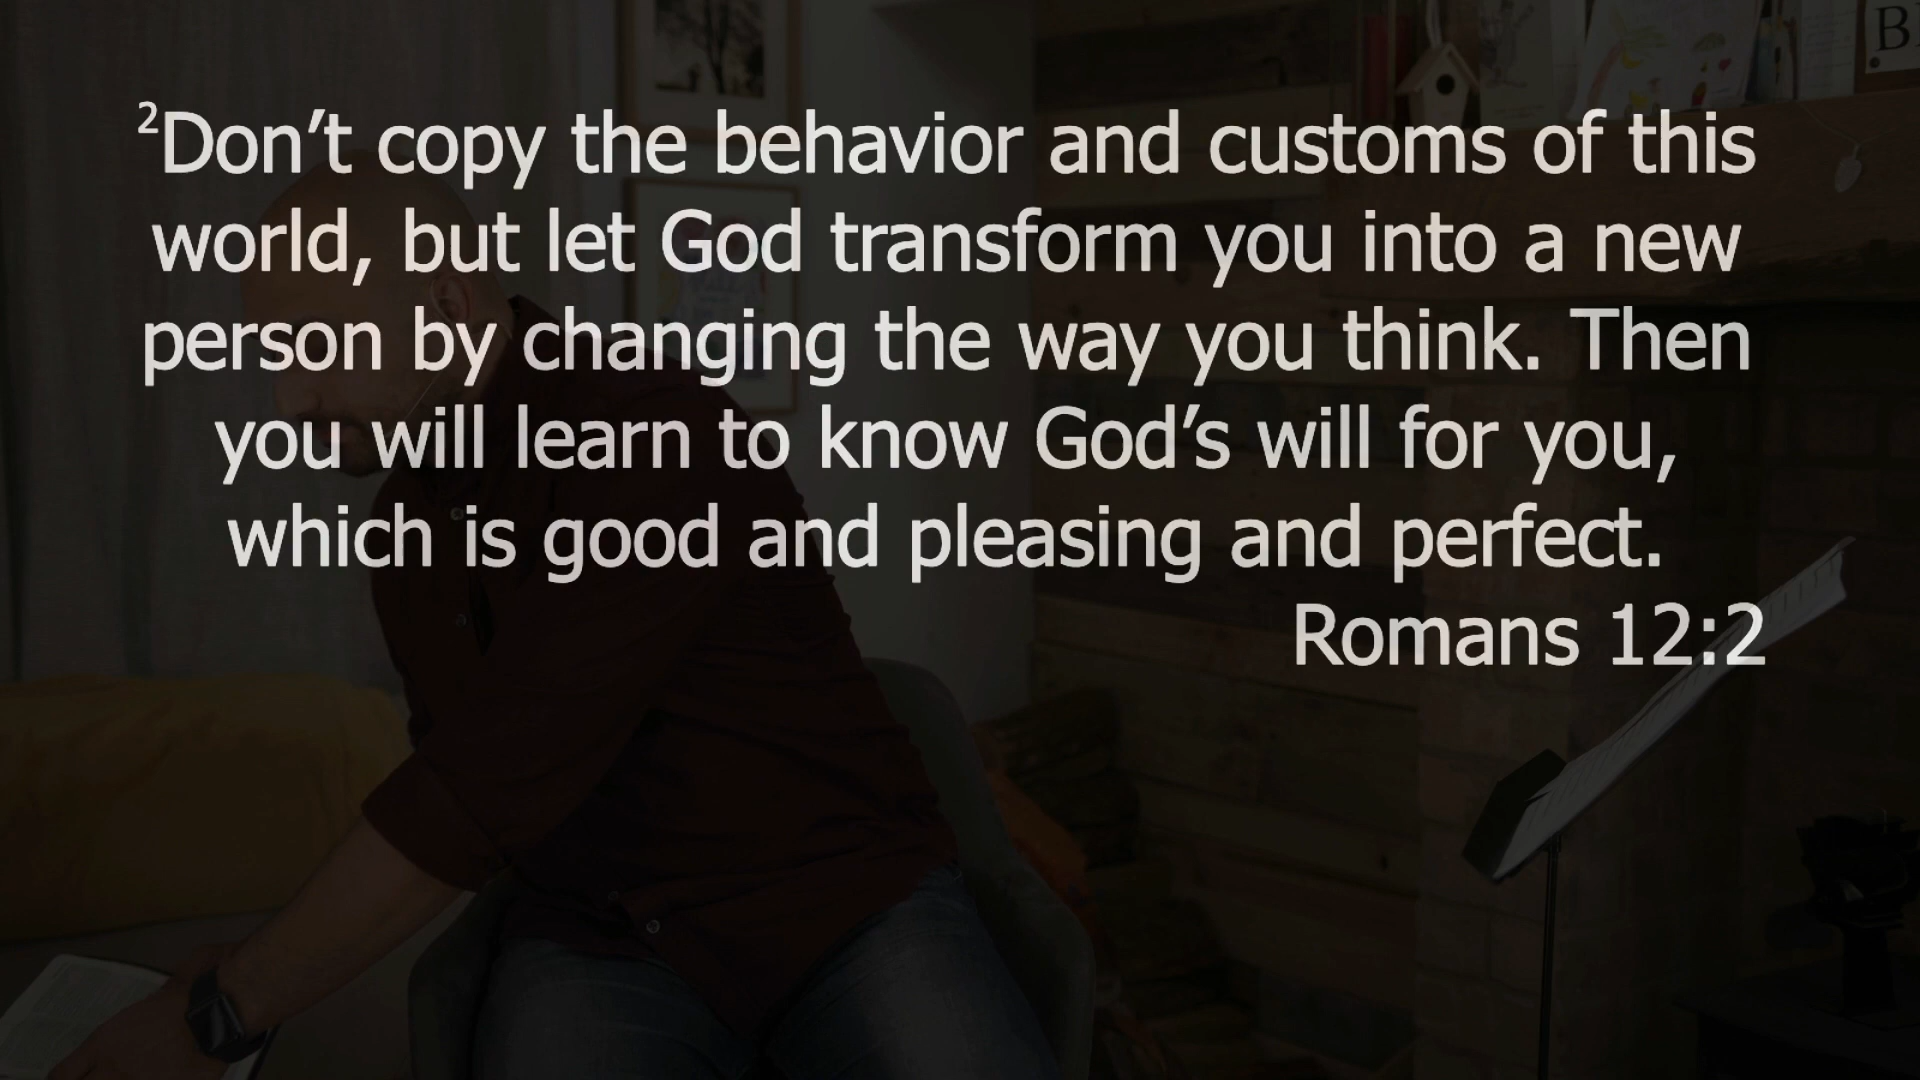 ²Don’t copy the behavior and customs of this
world, but let God transform you into a new
person by changing the way you think. Then
you will learn to know God’s will for you,
which is good and pleasing and perfect.
Romans 12:2